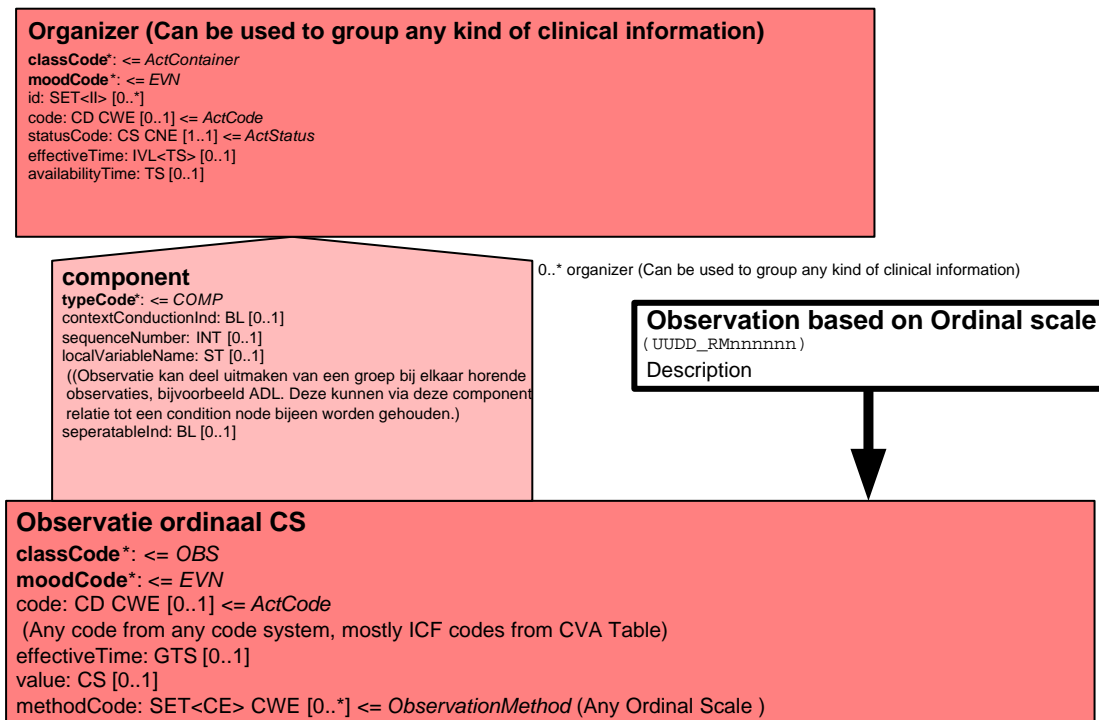 Organizer (Can be used to group any kind of clinical information)
classCode*: <= ActContainer
moodCode*: <= EVN
id: SET<II> [0..*]
code: CD CWE [0..1] <= ActCode
statusCode: CS CNE [1..1] <= ActStatus
effectiveTime: IVL<TS> [0..1]
availabilityTime: TS [0..1]
0..* organizer (Can be used to group any kind of clinical information)
component
typeCode*: <= COMP
contextConductionInd: BL [0..1]
sequenceNumber: INT [0..1]
localVariableName: ST [0..1]
((Observatie kan deel uitmaken van een groep bij elkaar horende
observaties, bijvoorbeeld ADL. Deze kunnen via deze component
relatie tot een condition node bijeen worden gehouden.)
seperatableInd: BL [0..1]
Observation based on Ordinal scale
(UUDD_RMnnnnnn)
Description
Observatie ordinaal CS
classCode*: <= OBS
moodCode*: <= EVN
code: CD CWE [0..1] <= ActCode
(Any code from any code system, mostly ICF codes from CVA Table)
effectiveTime: GTS [0..1]
value: CS [0..1]
methodCode: SET<CE> CWE [0..*] <= ObservationMethod (Any Ordinal Scale )